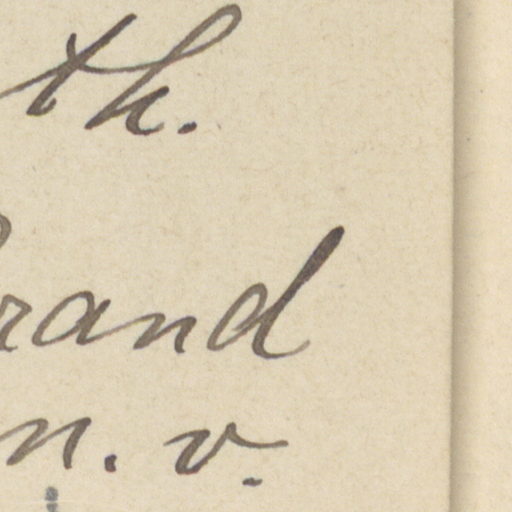 th.
rand
n. v.